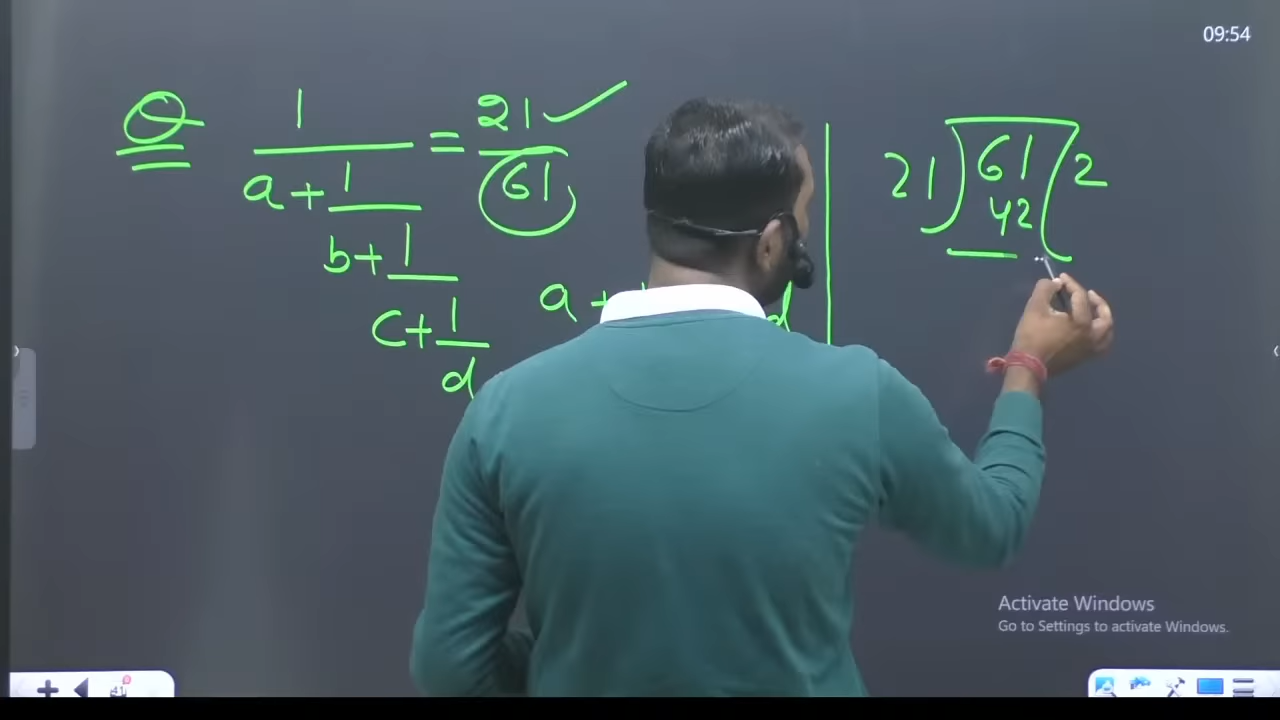 09:54
Q 1/(a+1/(b+1/(c+1/d))) = 21/61 ✓
a +
d
21)61(2
42
Activate Windows
Go to Settings to activate Windows.